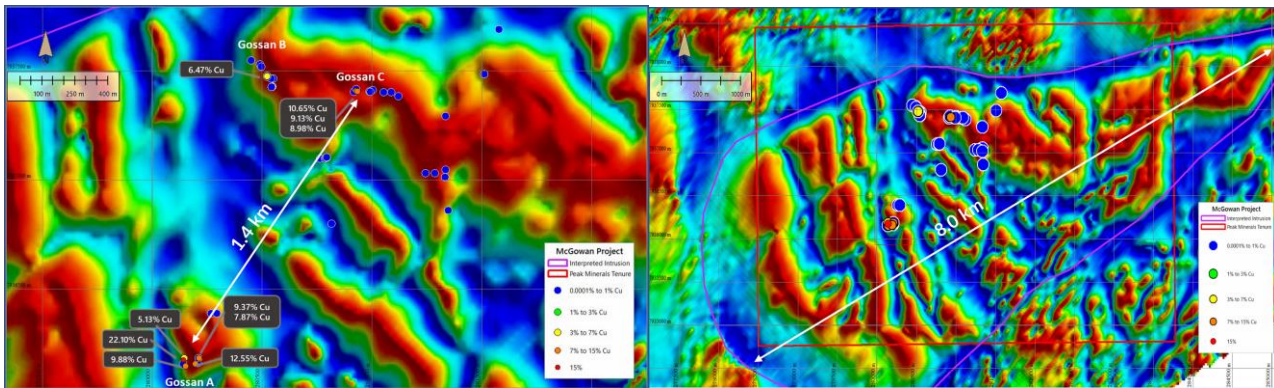 Gossan B
6.47% Cu
Gossan C
10.65% Cu
9.13% Cu
8.98% Cu
100 m
200 m
400 m
1.4 km
9.37% Cu
7.87% Cu
5.13% Cu
22.10% Cu
9.88% Cu
12.55% Cu
Gossan A
McGowan Project
Interpreted Intrusion
Peak Minerals Tenure
0.0001% to 1% Cu
1% to 3% Cu
3% to 7% Cu
7% to 15% Cu
15%
0 m
500 m
1000 m
8.0 km
McGowan Project
Interpreted Intrusion
Peak Minerals Tenure
0.0001% to 1% Cu
1% to 3% Cu
3% to 7% Cu
7% to 15% Cu
15%